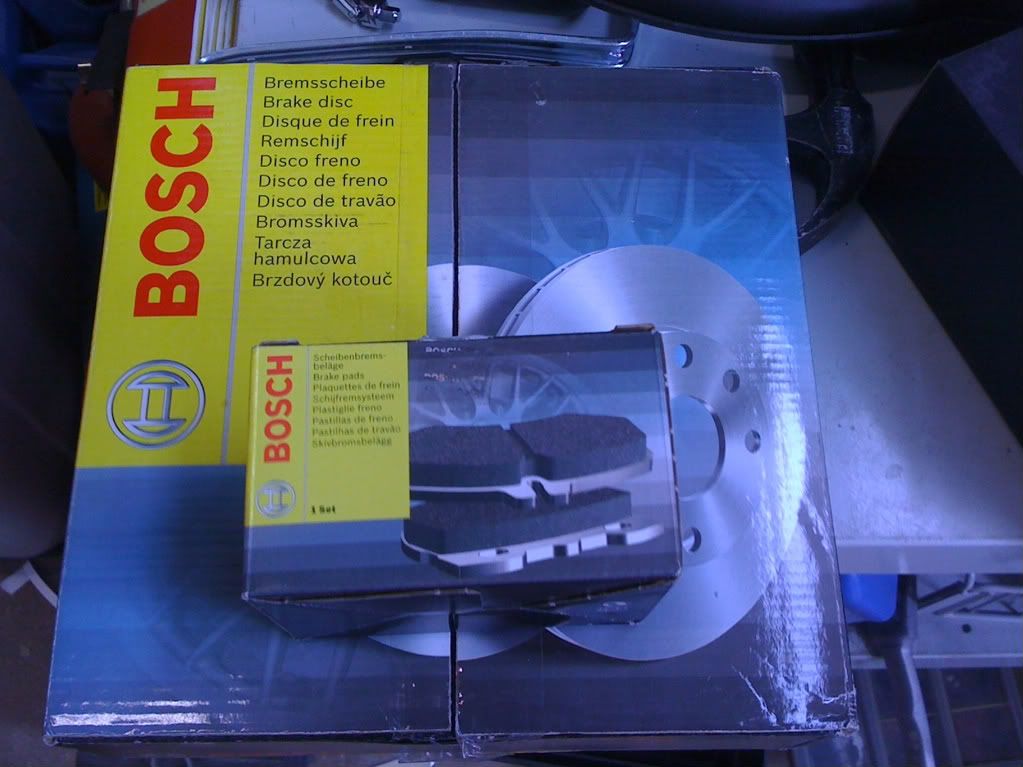 BOSCH
Bremsscheibe
Brake disc
Disque de frein
Remschijf
Disco freno
Disco de freno
Disco de travão
Bromsskiva
Tarcza
hamulcowa
Brzdový kotouč
BOSCH
Scheibenbrems-
beläge
Brake pads
Plaquettes de frein
Schijfremsysteem
Plastiglie freno
Pastillas de freno
Pastilhas de travão
Skivbromsbelägg
1 Set
BOSCH